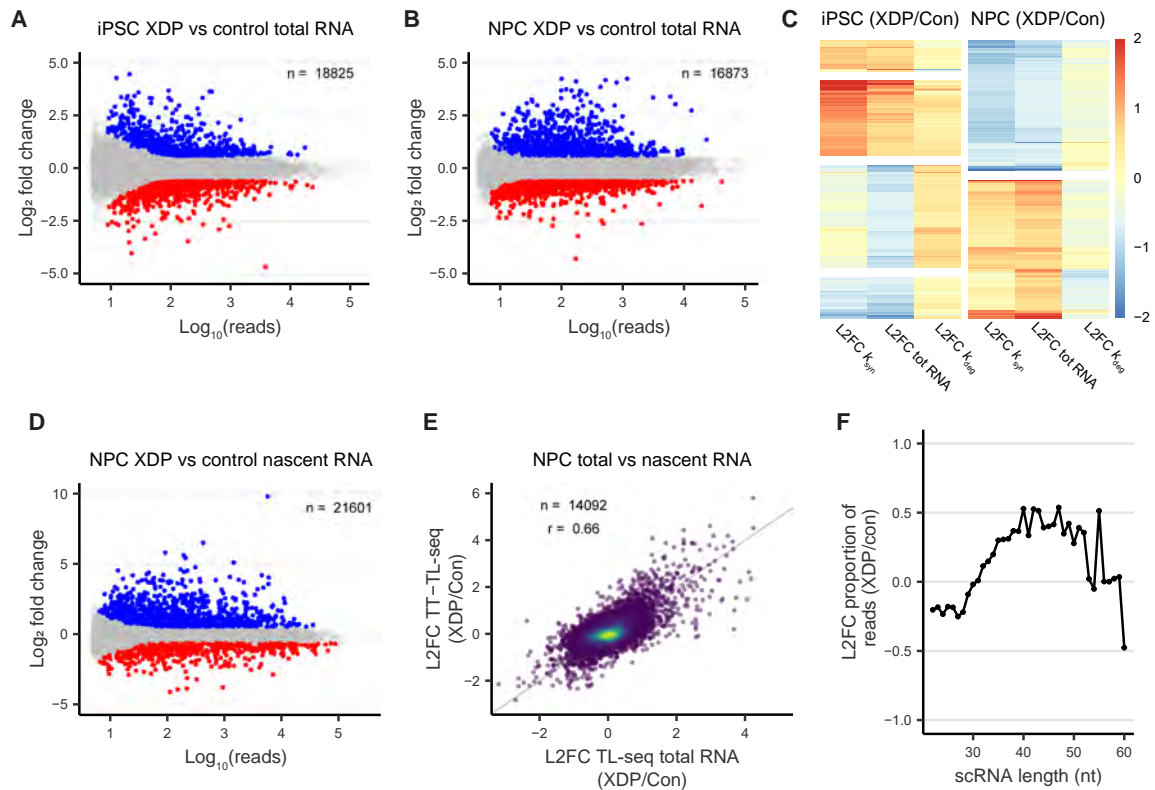 A
iPSC XDP vs control total RNA
n = 18825
5.0
2.5
0.0
−2.5
−5.0
Log₂ fold change
1 2 3 4 5
Log₁₀(reads)
B
NPC XDP vs control total RNA
n = 16873
5.0
2.5
0.0
−2.5
−5.0
Log₂ fold change
1 2 3 4 5
Log₁₀(reads)
C
iPSC (XDP/Con) NPC (XDP/Con)
2
1
0
−1
−2
L2FC kₛyₙ
L2FC tot RNA
L2FC k_deg
L2FC k_syn
L2FC tot RNA
L2FC k_deg
D
NPC XDP vs control nascent RNA
n = 21601
10
5
0
−5
Log₂ fold change
1 2 3 4 5
Log₁₀(reads)
E
NPC total vs nascent RNA
n = 14092
r = 0.66
6
4
2
0
−2
L2FC TT−TL−seq
(XDP/Con)
−2 0 2 4
L2FC TL−seq total RNA
(XDP/Con)
F
1.0
0.5
0.0
−0.5
−1.0
L2FC proportion of
reads (XDP/con)
30 40 50 60
scRNA length (nt)